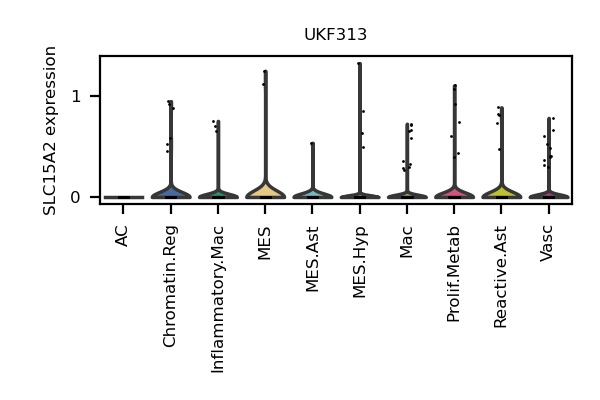 UKF313
SLC15A2 expression
1
0
AC
Chromatin.Reg
Inflammatory.Mac
MES
MES.Ast
MES.Hyp
Mac
Prolif.Metab
Reactive.Ast
Vasc